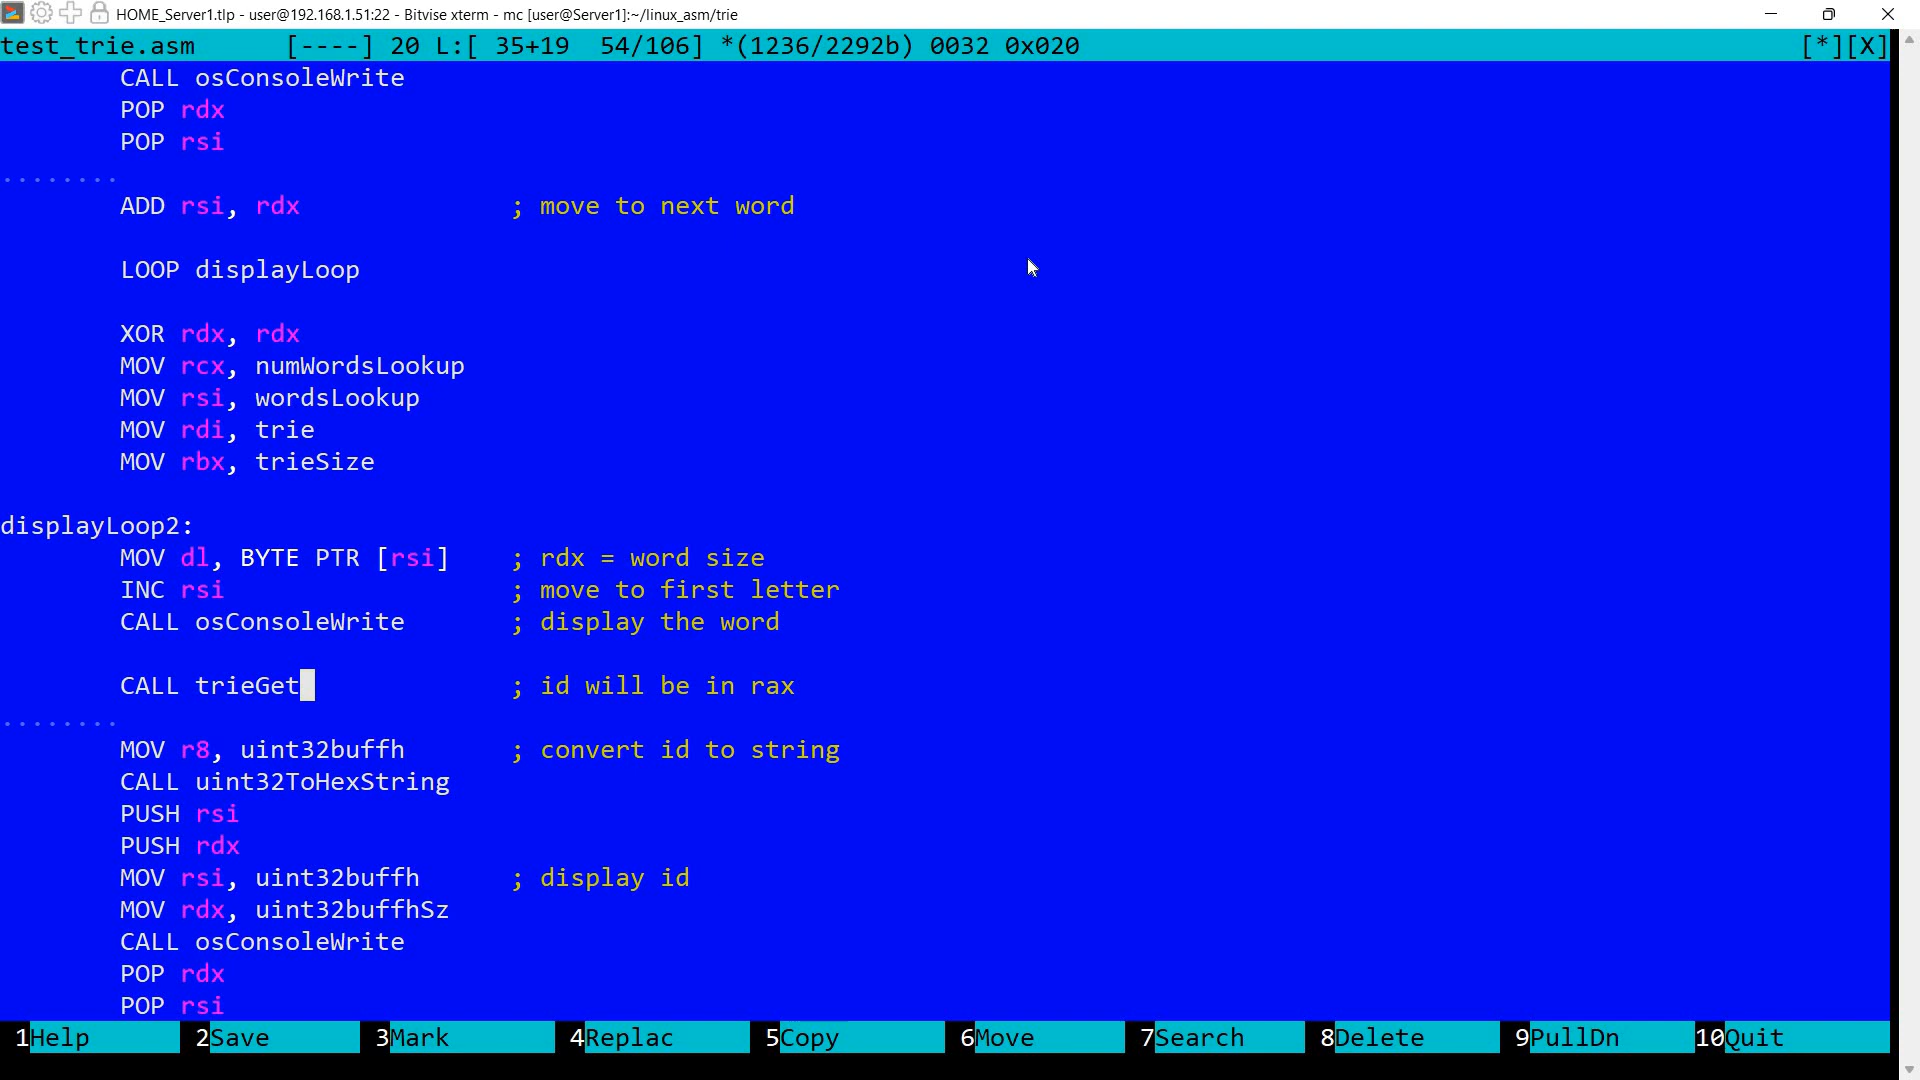 HOME_Server1.tlp - user@192.168.1.51:22 - Bitvise xterm - mc [user@Server1]:~/linux_asm/trie
test_trie.asm      [----] 20 L:[ 35+19  54/106] *(1236/2292b) 0032 0x020 [*][X]
CALL osConsoleWrite
POP rdx
POP rsi
........
ADD rsi, rdx ; move to next word
LOOP displayLoop
XOR rdx, rdx
MOV rcx, numWordsLookup
MOV rsi, wordsLookup
MOV rdi, trie
MOV rbx, trieSize
displayLoop2:
MOV dl, BYTE PTR [rsi] ; rdx = word size
INC rsi ; move to first letter
CALL osConsoleWrite ; display the word
CALL trieGet ; id will be in rax
........
MOV r8, uint32buffh ; convert id to string
CALL uint32ToHexString
PUSH rsi
PUSH rdx
MOV rsi, uint32buffh ; display id
MOV rdx, uint32buffhSz
CALL osConsoleWrite
POP rdx
POP rsi
1Help 2Save 3Mark 4Replac 5Copy 6Move 7Search 8Delete 9PullDn 10Quit